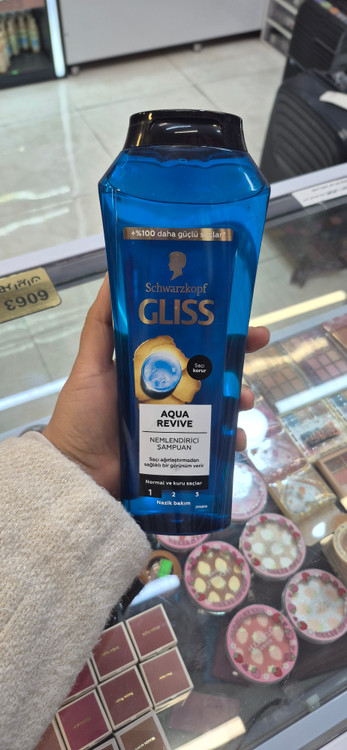 +%100 daha güçlü saçlar*
Schwarzkopf
GLISS
Saçı
korur
AQUA
REVIVE
NEMLENDİRİCİ
ŞAMPUAN
Saçı ağırlaştırmadan
sağlıklı bir görünüm verir
Normal ve kuru saçlar
1 2 3
Nazik bakım
6063